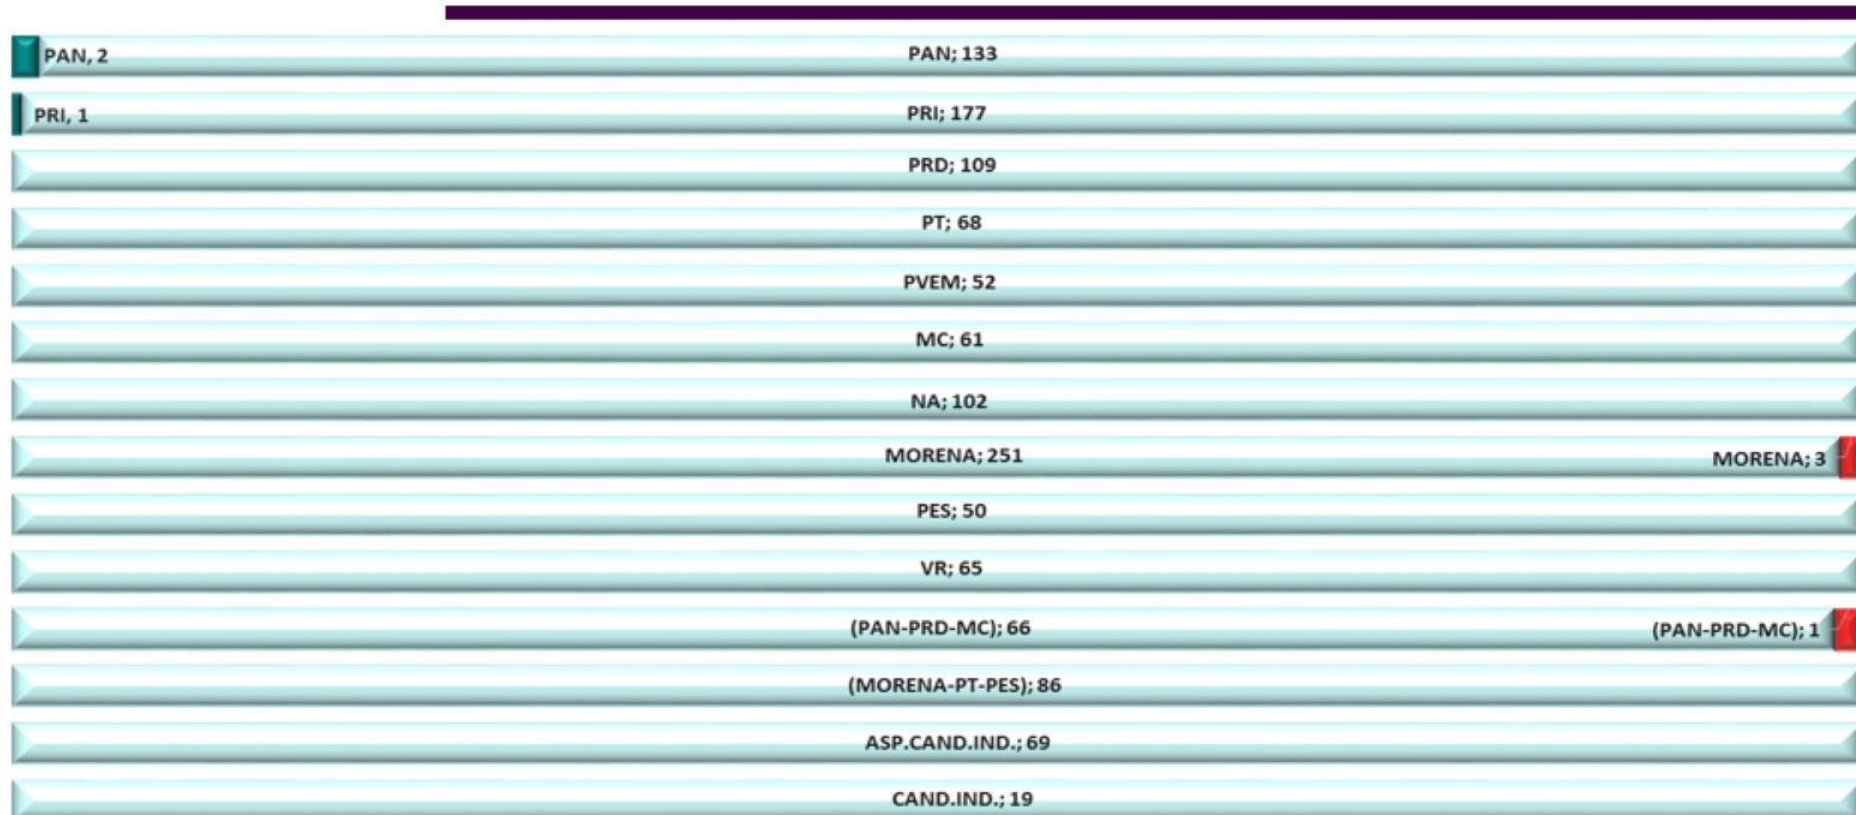 PAN, 2 PAN; 133
PRI, 1 PRI; 177
PRD; 109
PT; 68
PVEM; 52
MC; 61
NA; 102
MORENA; 251 MORENA; 3
PES; 50
VR; 65
(PAN-PRD-MC); 66 (PAN-PRD-MC); 1
(MORENA-PT-PES); 86
ASP.CAND.IND.; 69
CAND.IND.; 19